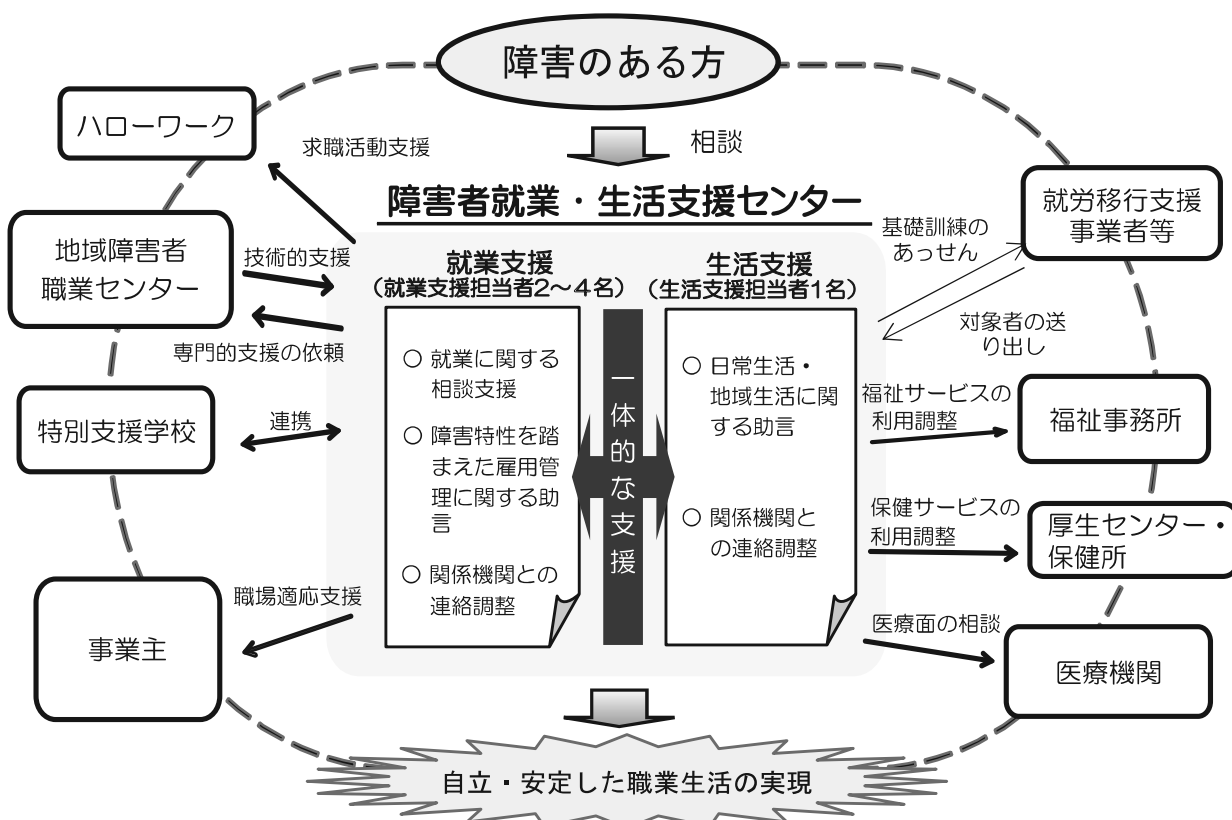 障害のある方
相談
ハローワーク
求職活動支援
障害者就業・生活支援センター
地域障害者
職業センター
技術的支援
専門的支援の依頼
特別支援学校
連携
事業主
職場適応支援
就業支援
(就業支援担当者2～4名)
○ 就業に関する
相談支援
○ 障害特性を踏
まえた雇用管
理に関する助
言
○ 関係機関との
連絡調整
一体的な支援
生活支援
(生活支援担当者1名)
○ 日常生活・
地域生活に関
する助言
○ 関係機関と
の連絡調整
就労移行支援
事業者等
基礎訓練の
あっせん
対象者の送
り出し
福祉サービスの
利用調整
福祉事務所
保健サービスの
利用調整
厚生センター・
保健所
医療面の相談
医療機関
自立・安定した職業生活の実現